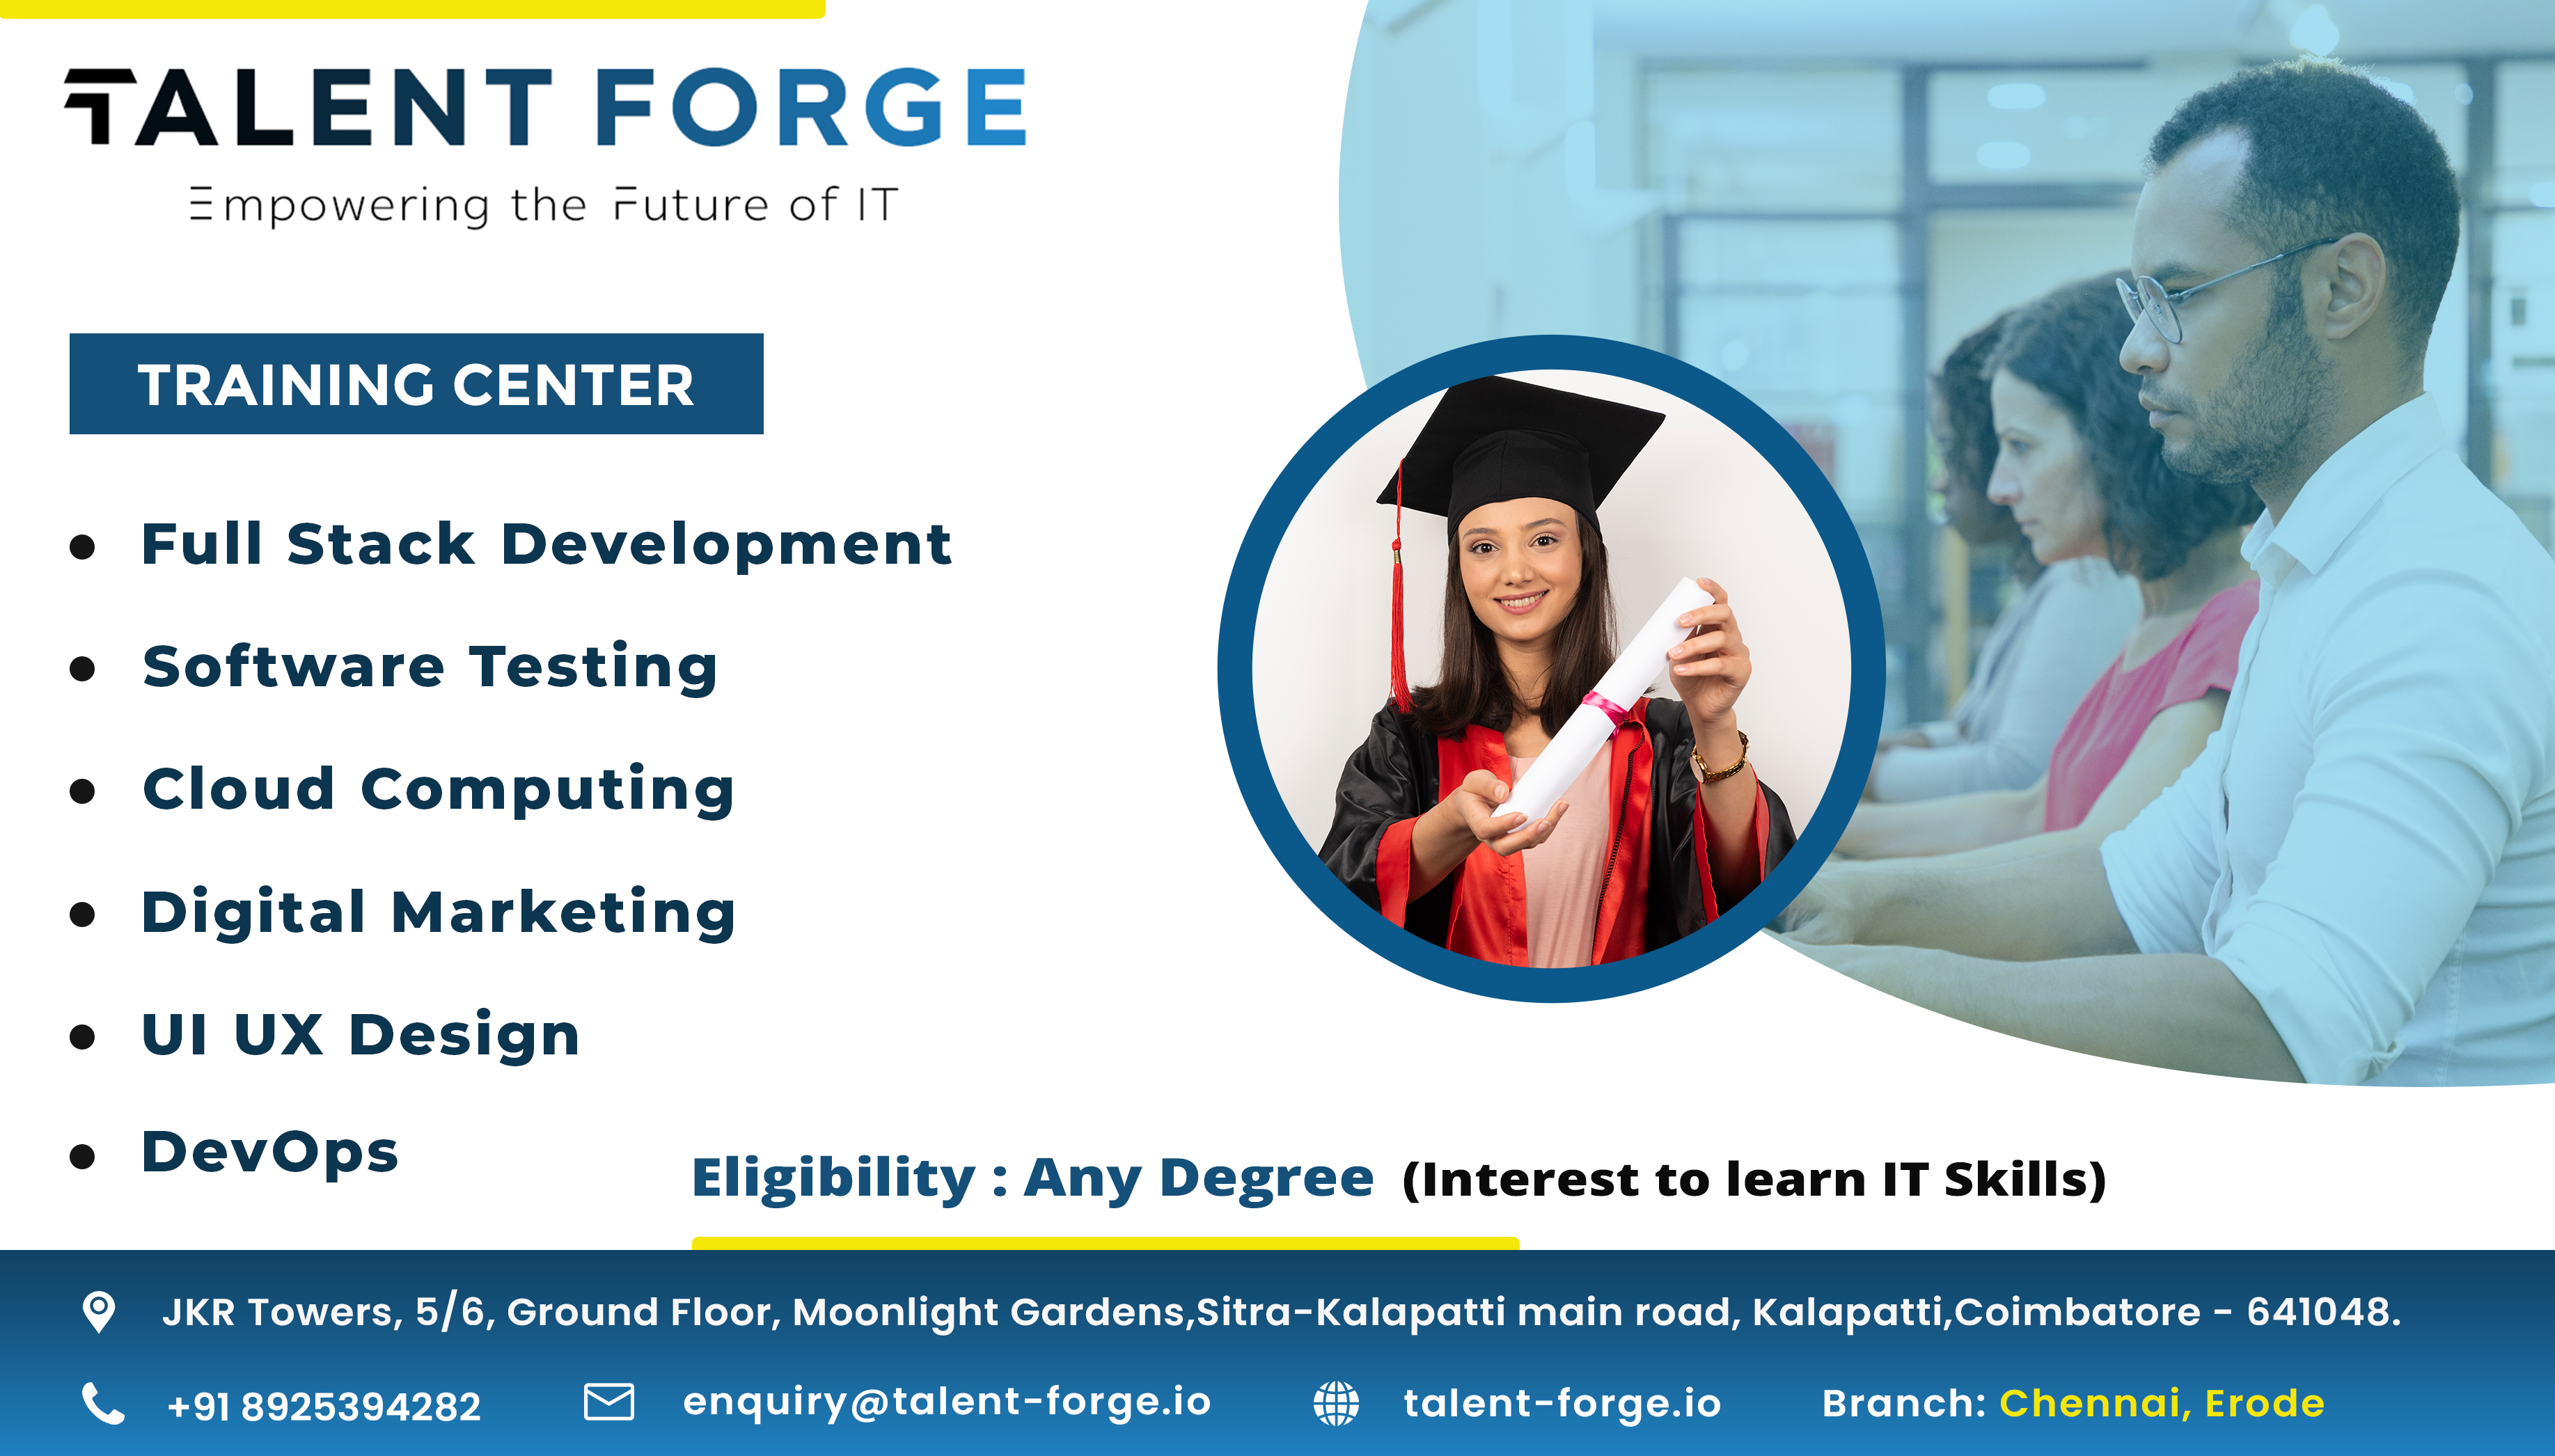 TALENT FORGE
Empowering the Future of IT
TRAINING CENTER
• Full Stack Development
• Software Testing
• Cloud Computing
• Digital Marketing
• UI UX Design
• DevOps
Eligibility : Any Degree (Interest to learn IT Skills)
JKR Towers, 5/6, Ground Floor, Moonlight Gardens,Sitra-Kalapatti main road, Kalapatti,Coimbatore - 641048.
+91 8925394282 enquiry@talent-forge.io talent-forge.io Branch: Chennai, Erode